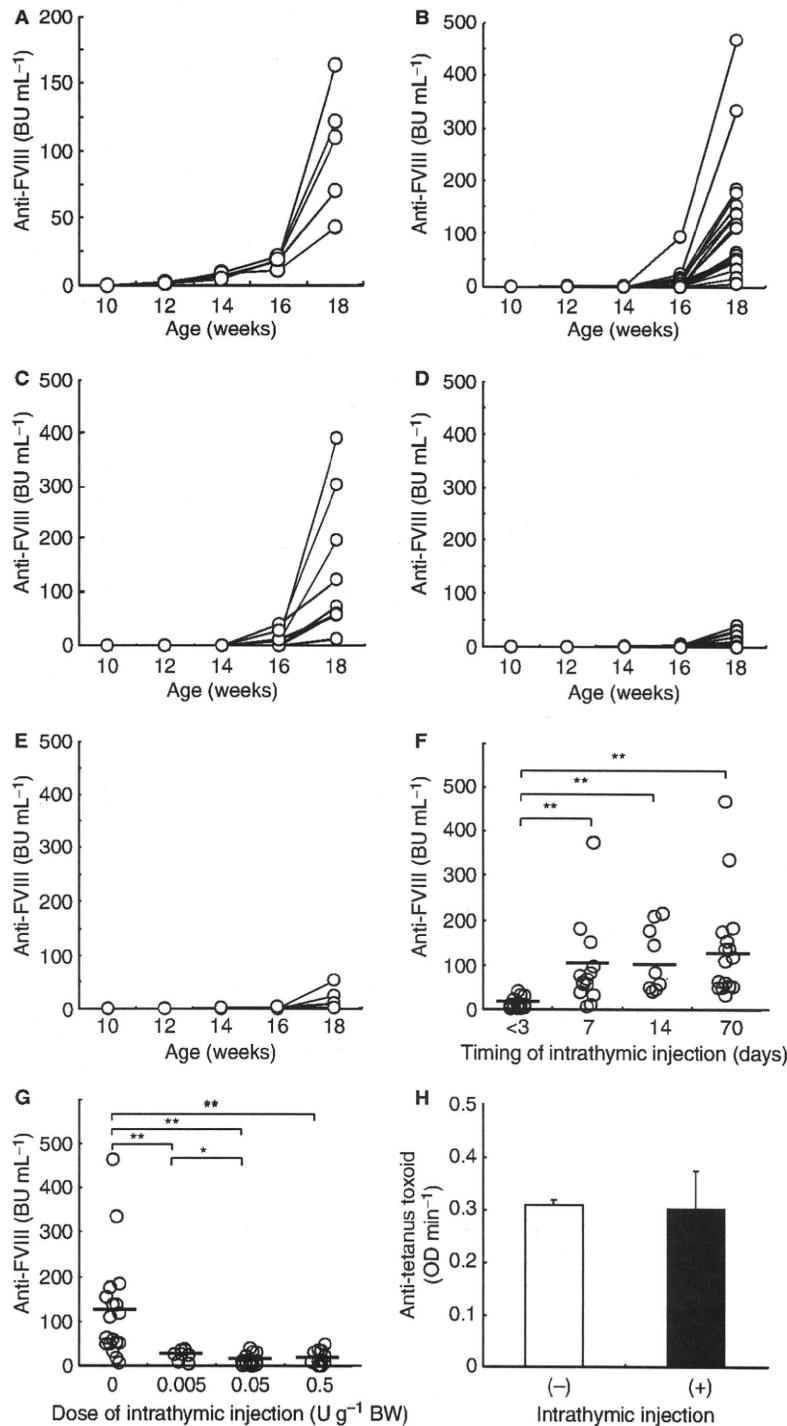 A
Anti-FVIII (BU mL⁻¹)
200
150
100
50
0
10 12 14 16 18
Age (weeks)
B
Anti-FVIII (BU mL⁻¹)
500
400
300
200
100
0
10 12 14 16 18
Age (weeks)
C
Anti-FVIII (BU mL⁻¹)
500
400
300
200
100
0
10 12 14 16 18
Age (weeks)
D
Anti-FVIII (BU mL⁻¹)
500
400
300
200
100
0
10 12 14 16 18
Age (weeks)
E
Anti-FVIII (BU mL⁻¹)
500
400
300
200
100
0
10 12 14 16 18
Age (weeks)
F
Anti-FVIII (BU mL⁻¹)
500
400
300
200
100
0
**
**
**
<3 7 14 70
Timing of intrathymic injection (days)
G
Anti-FVIII (BU mL⁻¹)
500
400
300
200
100
0
**
**
**
*
0 0.005 0.05 0.5
Dose of intrathymic injection (U g⁻¹ BW)
H
Anti-tetanus toxoid
(OD min⁻¹)
0.5
0.4
0.3
0.2
0.1
0
(−) (+)
Intrathymic injection